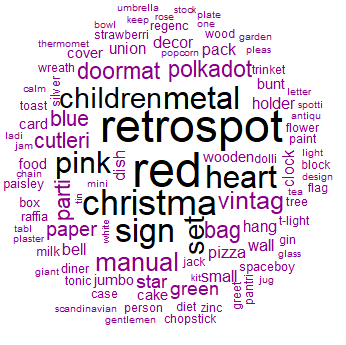 umbrella stock
bowl keep rose plate
thermomet strawberri regenc one wood garden
cover union decor popcorn pack pleas
wreath doormat polkadot trinket
calm silver children metal bunt letter
toast blue holder spotti
card cutleri retrospot antiqu
ladi flower
jam paint
food pink red heart wooden dolli clock light
chain dish block
paisley parti mini design
box tin christma vintag tea flag
raffia set tree
tabl paper white sign bag hang t-light
plaster wall gin
milk bell manual jack pizza glass
giant diner star kit small spaceboy
tonic jumbo green greet pantri jug
case cake diet zinc
scandinavian person chopstick
gentlemen